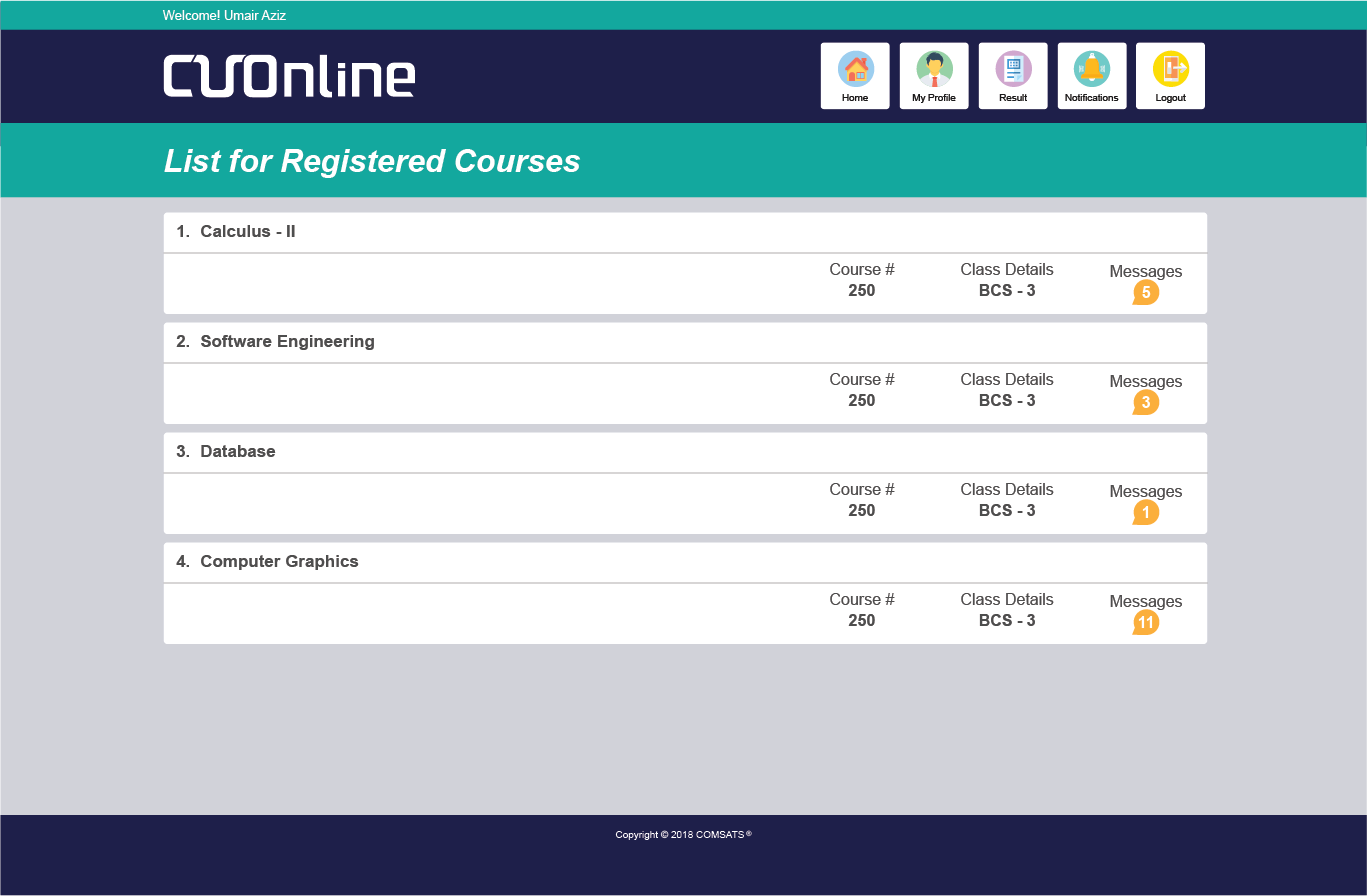 Welcome! Umair Aziz
CUOnline
Home My Profile Result Notifications Logout
List for Registered Courses
1. Calculus - II
Course # Class Details Messages
250 BCS - 3 5
2. Software Engineering
Course # Class Details Messages
250 BCS - 3 3
3. Database
Course # Class Details Messages
250 BCS - 3 1
4. Computer Graphics
Course # Class Details Messages
250 BCS - 3 11
Copyright © 2018 COMSATS ®